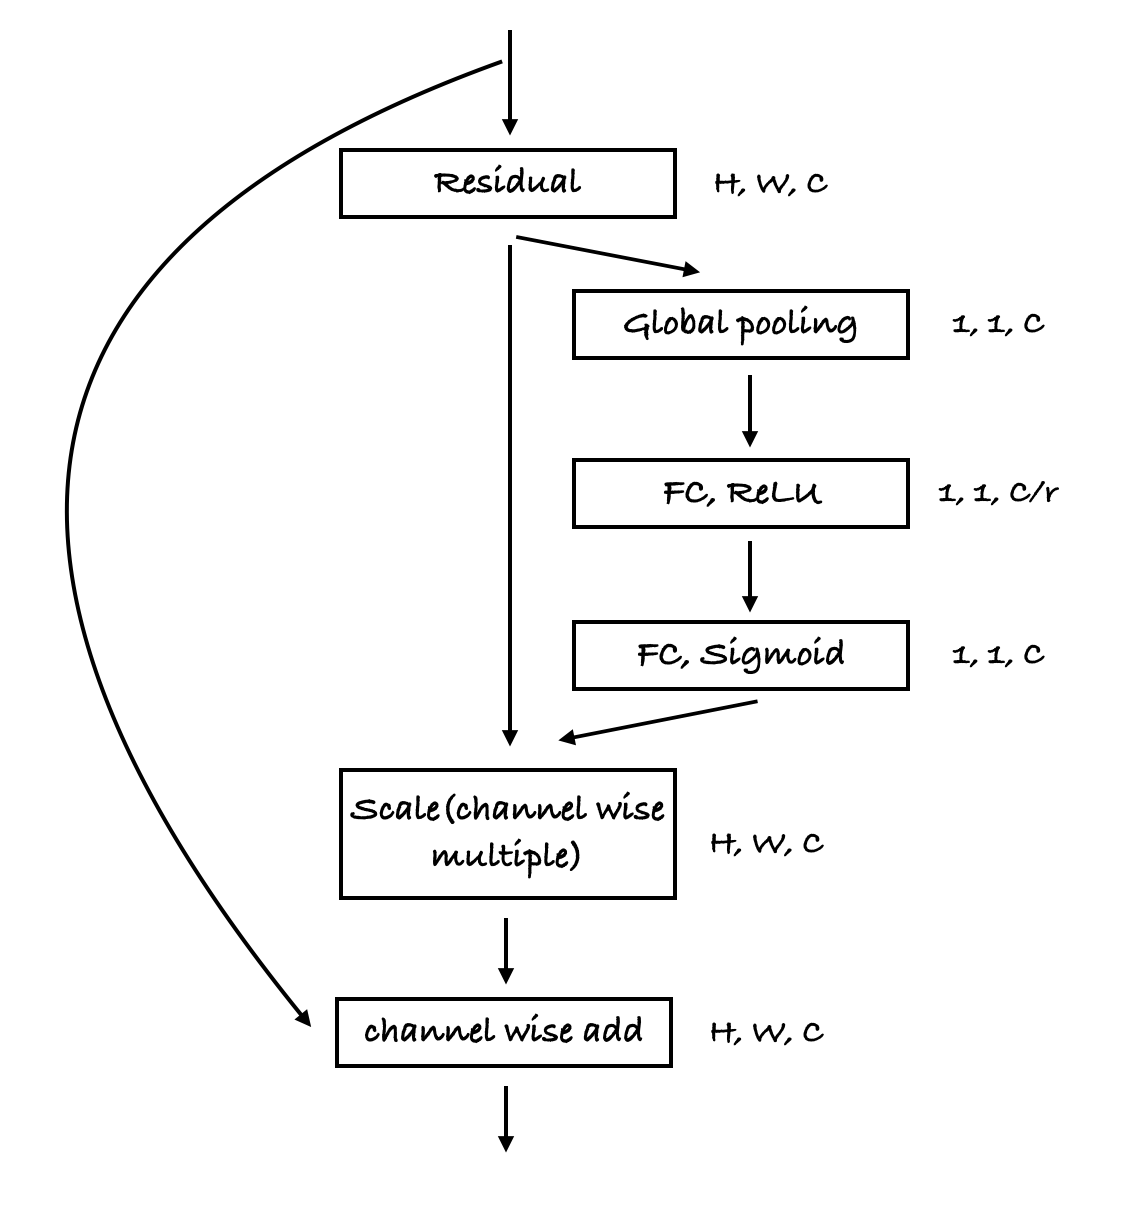 Residual
H, W, C
Global pooling
1, 1, C
FC, ReLU
1, 1, C/r
FC, Sigmoid
1, 1, C
Scale(channel wise
multiple)
H, W, C
channel wise add
H, W, C